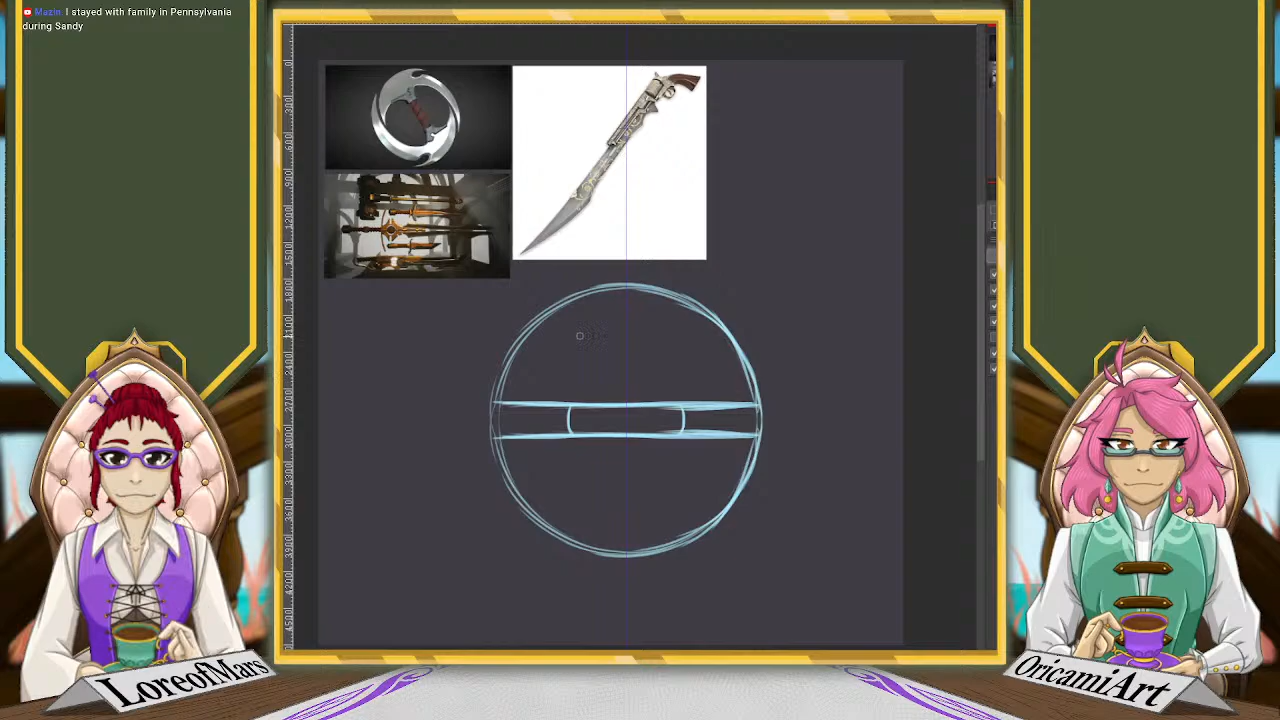 Mazin I stayed with family in Pennsylvania
during Sandy
LoreofMars
OricamiArt